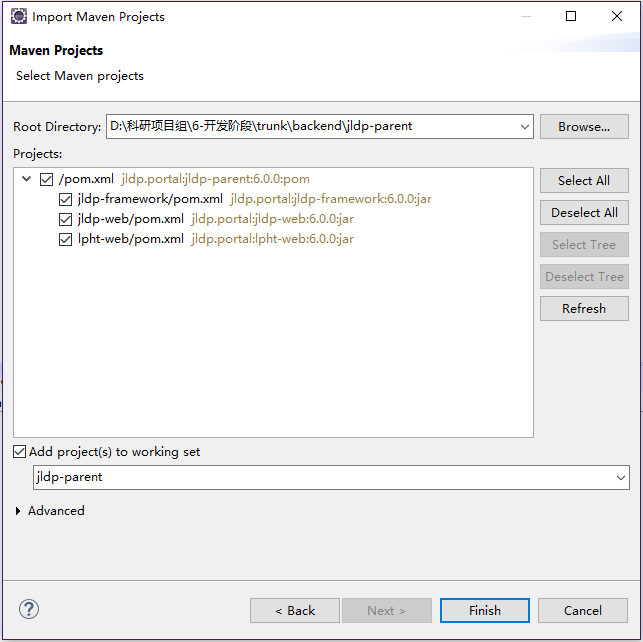 Import Maven Projects
Maven Projects
Select Maven projects
Root Directory: D:\科研项目组\6-开发阶段\trunk\backend\jldp-parent Browse...
Projects:
/pom.xml jldp.portal:jldp-parent:6.0.0:pom
jldp-framework/pom.xml jldp.portal:jldp-framework:6.0.0:jar
jldp-web/pom.xml jldp.portal:jldp-web:6.0.0:jar
lpht-web/pom.xml jldp.portal:lpht-web:6.0.0:jar
Select All
Deselect All
Select Tree
Deselect Tree
Refresh
Add project(s) to working set
jldp-parent
Advanced
? < Back Next > Finish Cancel